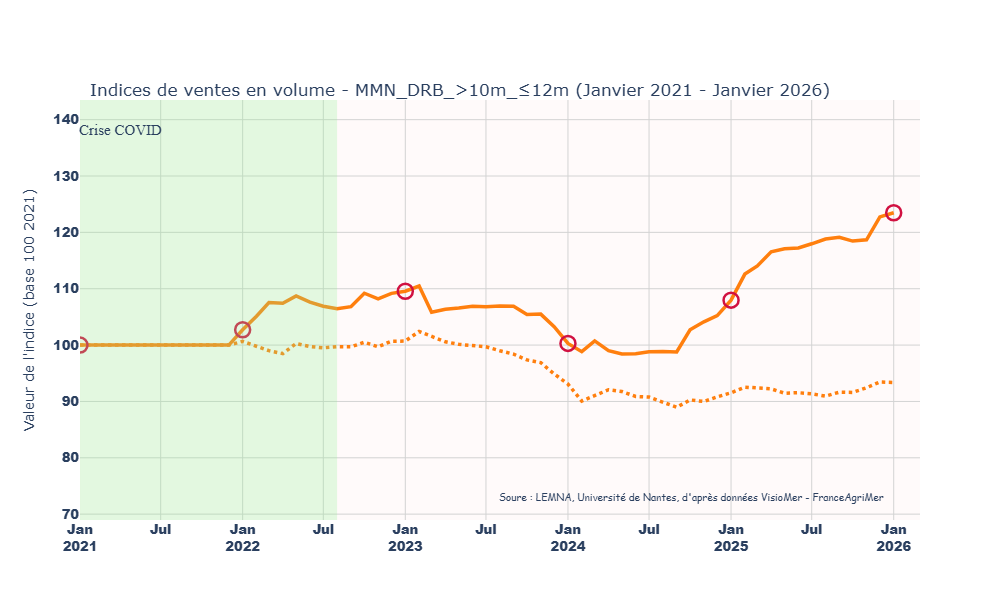 Indices de ventes en volume - MMN_DRB_>10m_≤12m (Janvier 2021 - Janvier 2026)
Crise COVID
Valeur de l'indice (base 100 2021)
140
130
120
110
100
90
80
70
Soure : LEMNA, Université de Nantes, d'après données VisioMer - FranceAgriMer
Jan Jul Jan Jul Jan Jul Jan Jul Jan Jul Jan
2021 2022 2023 2024 2025 2026